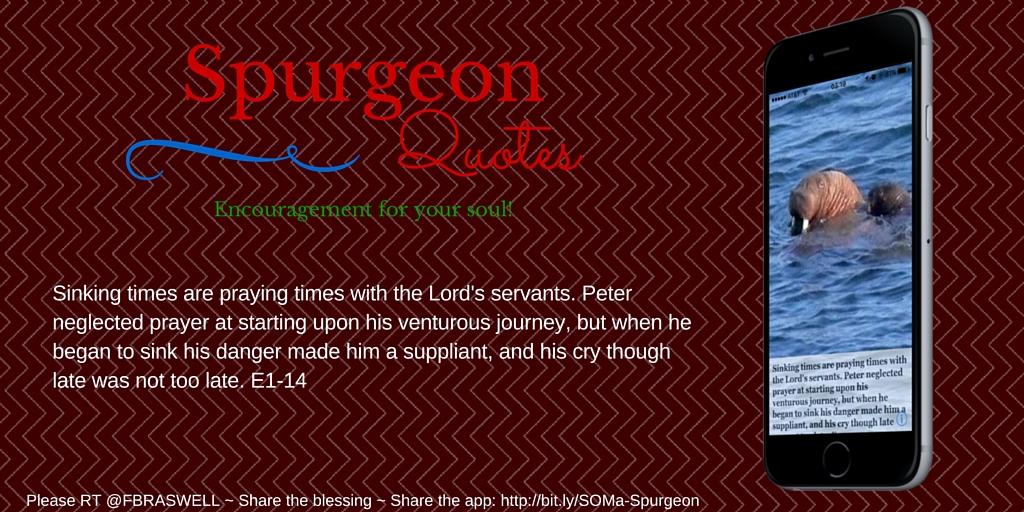 Spurgeon
Quotes
Encouragement for your soul!
Sinking times are praying times with the Lord's servants. Peter
neglected prayer at starting upon his venturous journey, but when he
began to sink his danger made him a suppliant, and his cry though
late was not too late. E1-14
Please RT @FBRASWELL ~ Share the blessing ~ Share the app: http://bit.ly/SOMa-Spurgeon
AT&T 03:19
Sinking times are praying times with
the Lord's servants. Peter neglected
prayer at starting upon his
venturous journey, but when he
began to sink his danger made him a
suppliant, and his cry though late